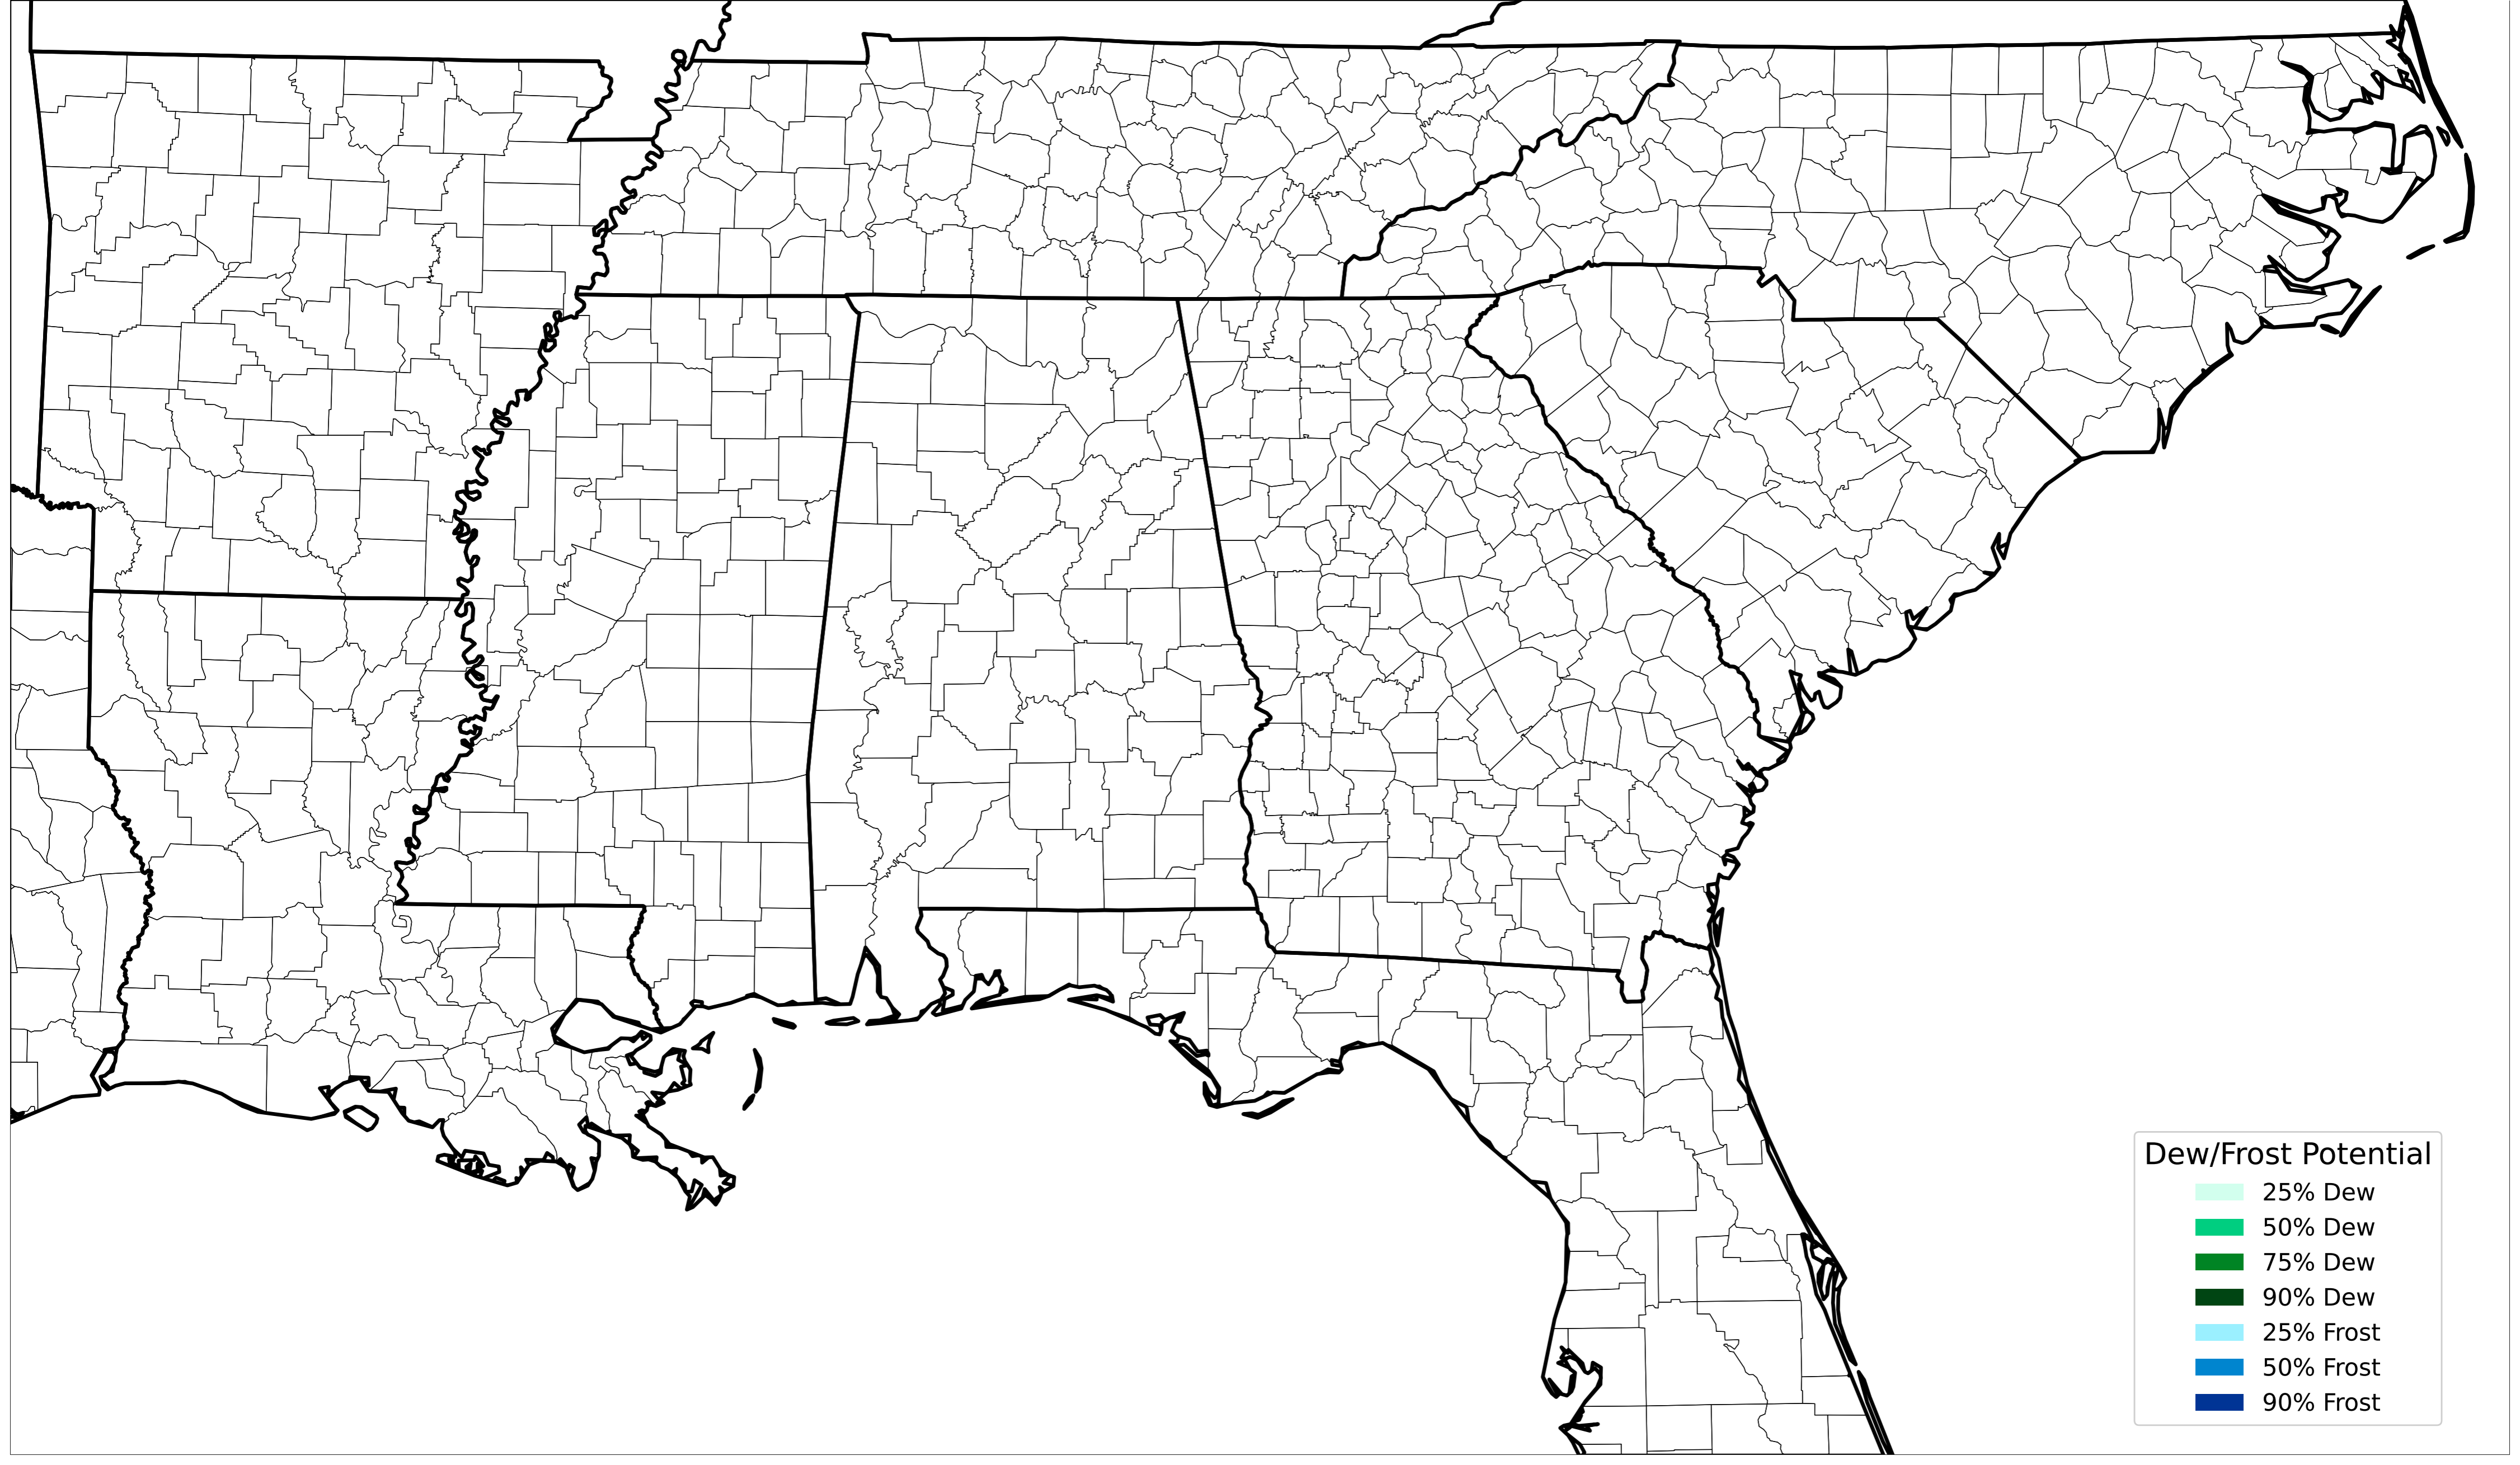 Dew/Frost Potential
25% Dew
50% Dew
75% Dew
90% Dew
25% Frost
50% Frost
90% Frost